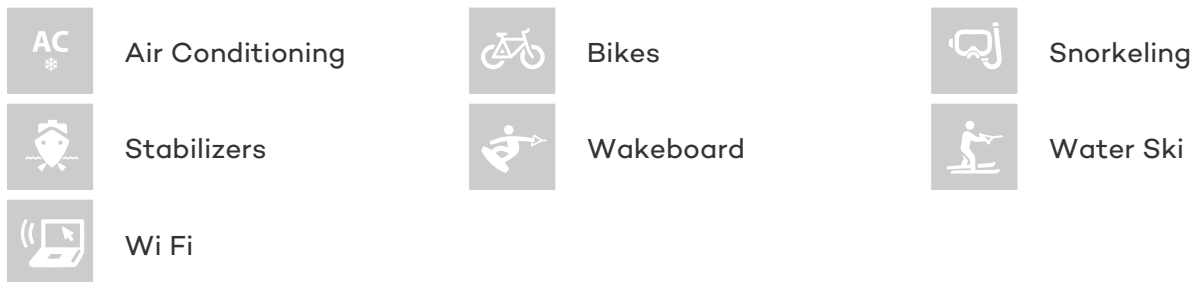 AC
Air Conditioning
Bikes
Snorkeling
Stabilizers
Wakeboard
Water Ski
Wi Fi